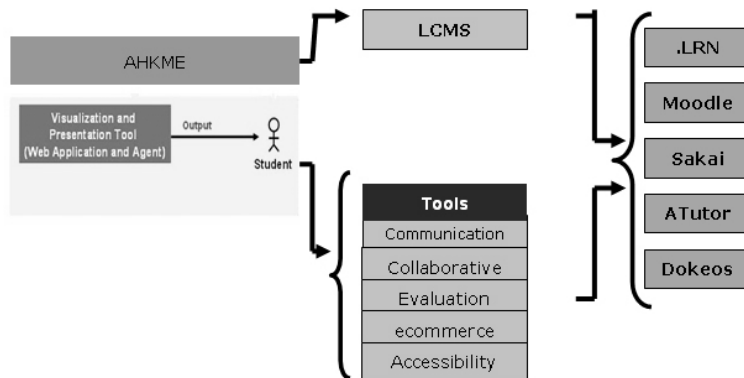 AHKME
Visualization and
Presentation Tool
(Web Application and Agent)
Output
Student
LCMS
Tools
Communication
Collaborative
Evaluation
ecommerce
Accessibility
.LRN
Moodle
Sakai
ATutor
Dokeos